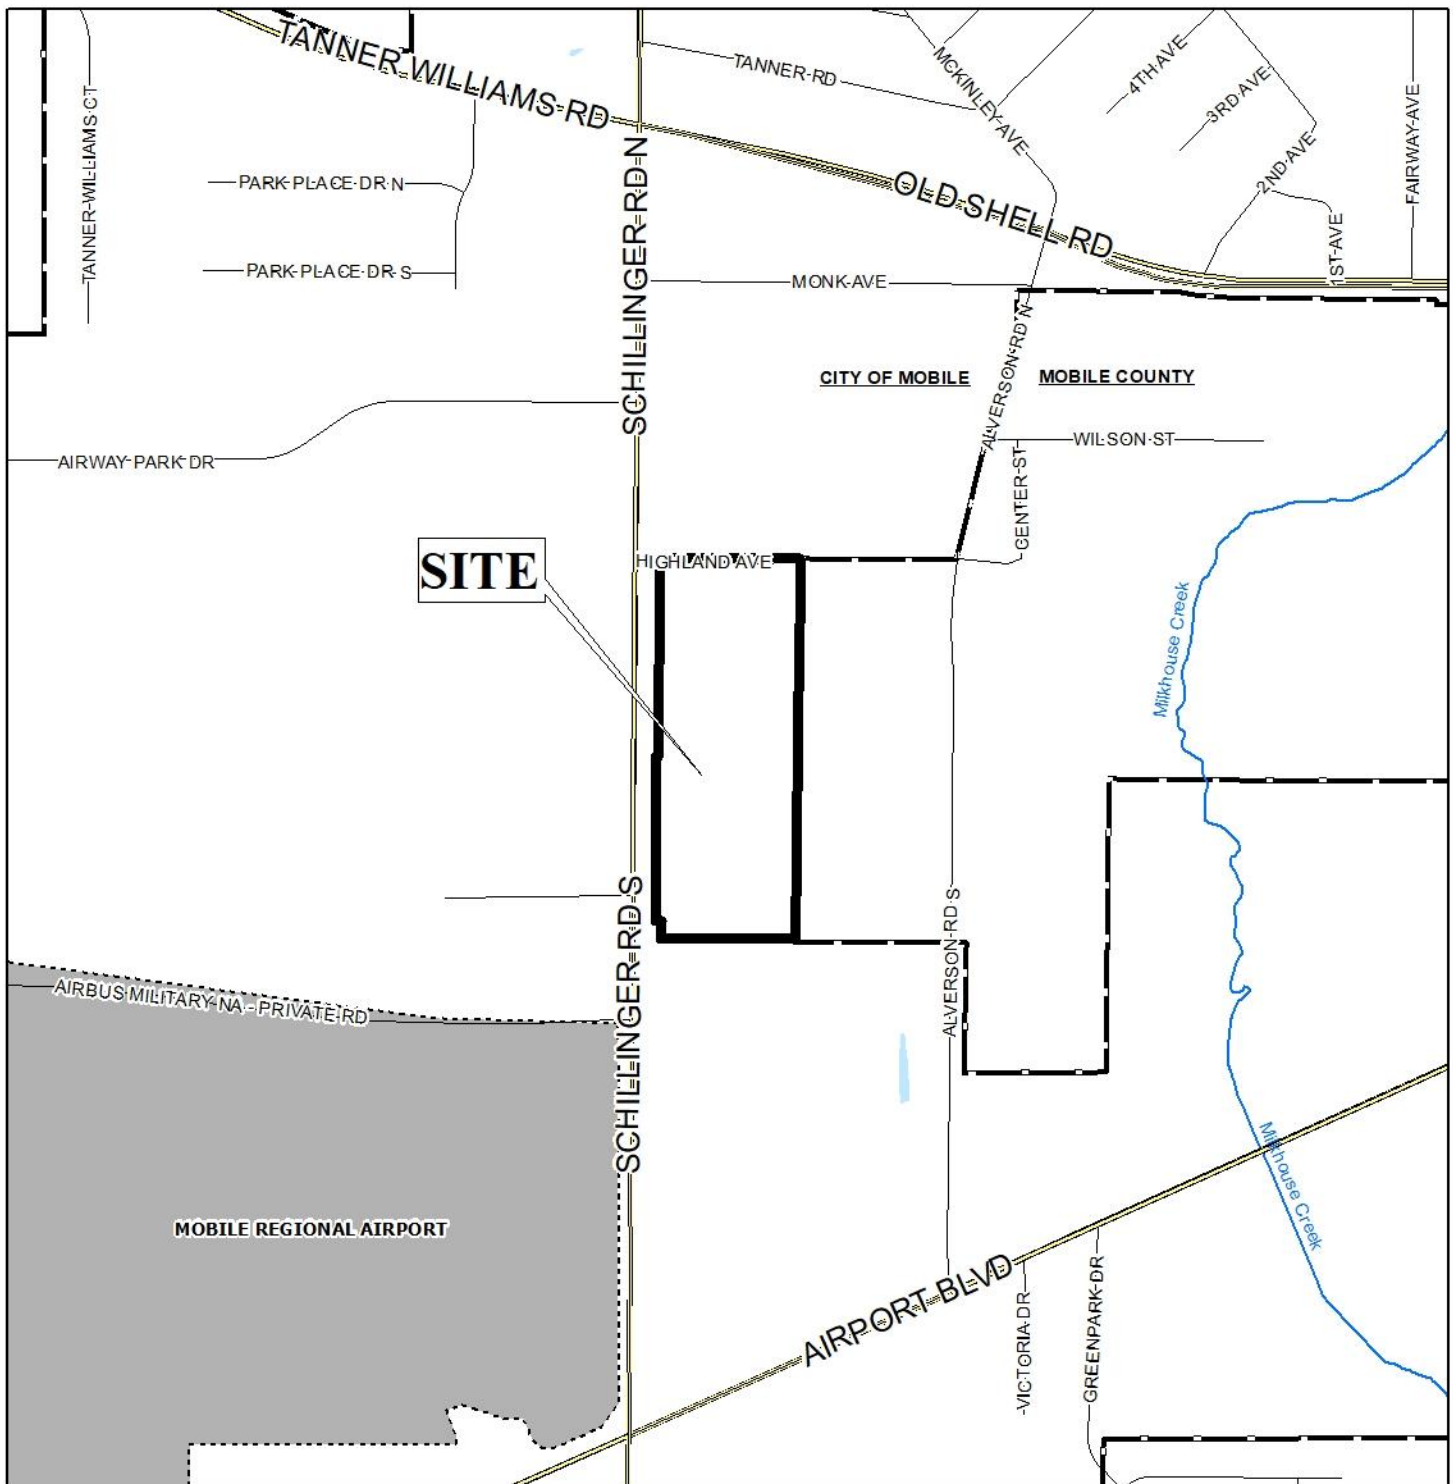 TANNER WILLIAMS RD
TANNER RD
MCKINLEY AVE
4TH AVE
3RD AVE
2ND AVE
1ST AVE
FAIRWAY AVE
TANNER-WILLIAMS CT
PARK PLACE DR N
PARK PLACE DR S
SCHILLINGER RD N
OLD SHELL RD
MONK AVE
ALVERSON RD N
CITY OF MOBILE
MOBILE COUNTY
AIRWAY PARK DR
WILSON ST
CENTER ST
HIGHLAND AVE
SITE
Milkhouse Creek
SCHILLINGER RD S
ALVERSON RD S
AIRBUS MILITARY NA - PRIVATE RD
MOBILE REGIONAL AIRPORT
Milkhouse Creek
AIRPORT BLVD
VICTORIA DR
GREENPARK DR